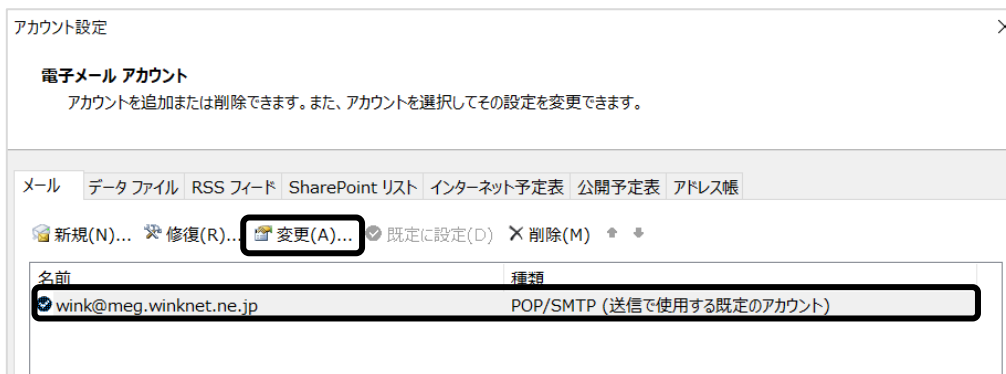 アカウント設定
電子メール アカウント
アカウントを追加または削除できます。また、アカウントを選択してその設定を変更できます。
メール データ ファイル RSS フィード SharePoint リスト インターネット予定表 公開予定表 アドレス帳
新規(N)... 修復(R)... 変更(A)... 既定に設定(D) 削除(M)
名前 種類
wink@meg.winknet.ne.jp POP/SMTP (送信で使用する既定のアカウント)